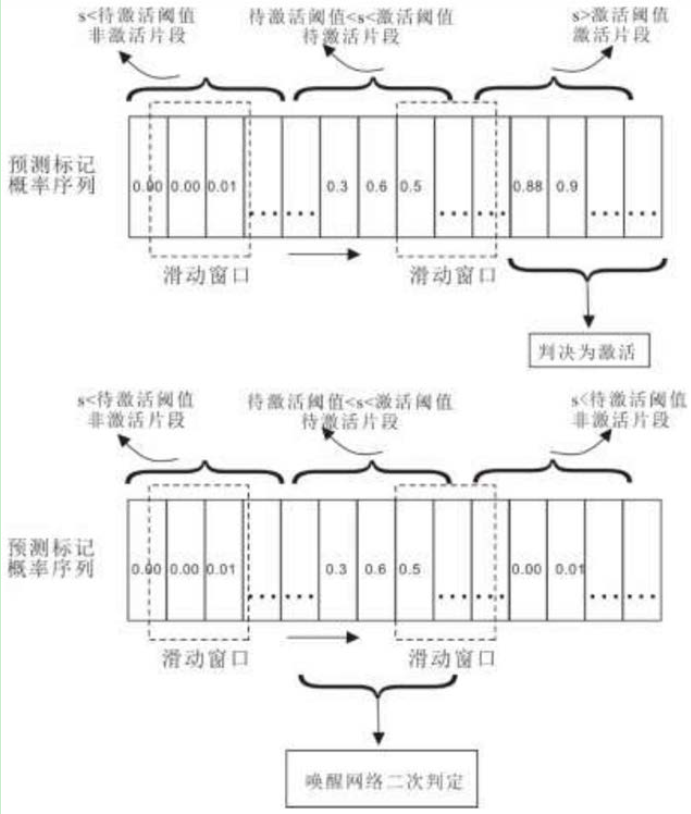 s<待激活阈值
非激活片段
待激活阈值<s<激活阈值
待激活片段
s>激活阈值
激活片段
预测标记
概率序列
0.00 0.00 0.01 ...... 0.3 0.6 0.5 ...... 0.88 0.9 ......
滑动窗口
滑动窗口
判决为激活
s<待激活阈值
非激活片段
待激活阈值<s<激活阈值
待激活片段
s<待激活阈值
非激活片段
预测标记
概率序列
0.00 0.00 0.01 ...... 0.3 0.6 0.5 ...... 0.00 0.01 ......
滑动窗口
滑动窗口
唤醒网络二次判定